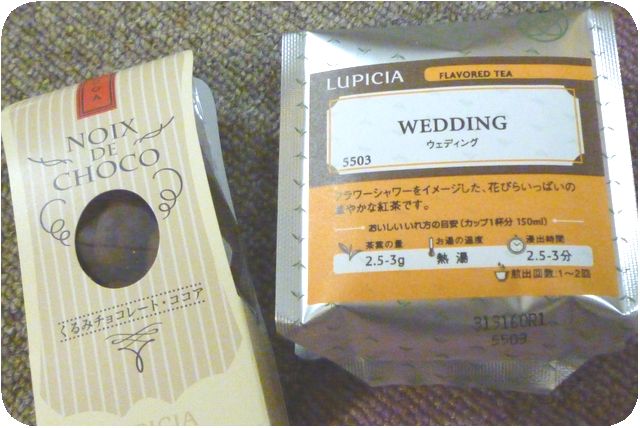 GA
NOIX
DE
CHOCO
くるみチョコレート・ココア
LUPICIA
LUPICIA
FLAVORED TEA
WEDDING
ウェディング
5503
フラワーシャワーをイメージした、花びらいっぱいの
華やかな紅茶です。
おいしいいれ方の目安(カップ1杯分 150ml)
茶葉の量 お湯の温度 浸出時間
2.5-3g 熱湯 2.5-3分
煎出回数:1〜2回
5503